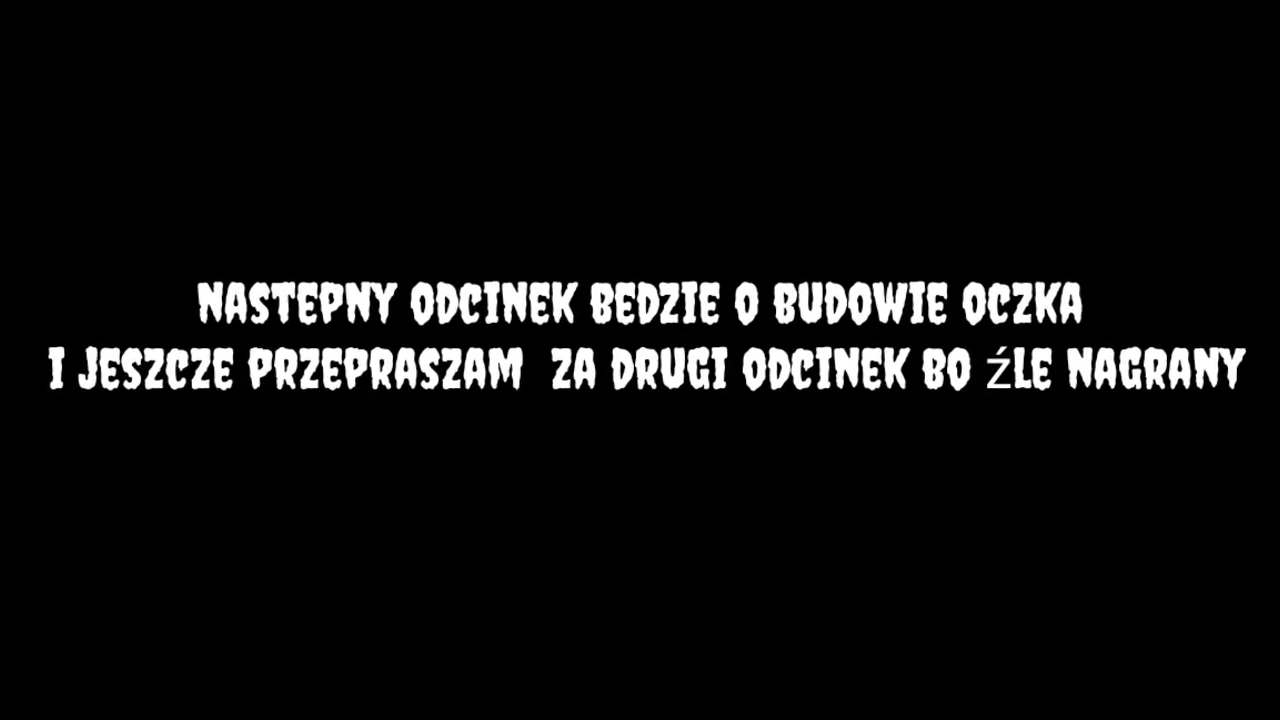 NASTEPNY ODCINEK BEDZIE O BUDOWIE OCZKA
I JESZCZE PRZEPRASZAM  ZA DRUGI ODCINEK BO ŹLE NAGRANY